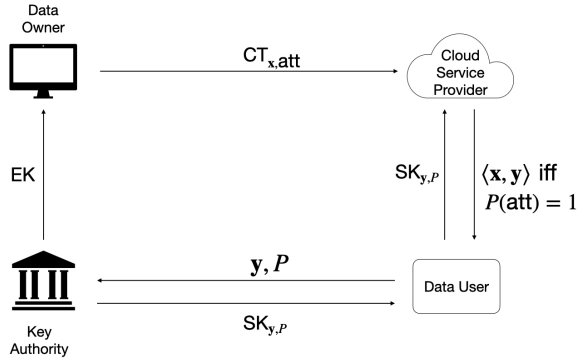 Data
Owner
CT_{x,att}
Cloud
Service
Provider
EK
SK_{y,P}
⟨x, y⟩ iff
P(att) = 1
y, P
Data User
SK_{y,P}
Key
Authority